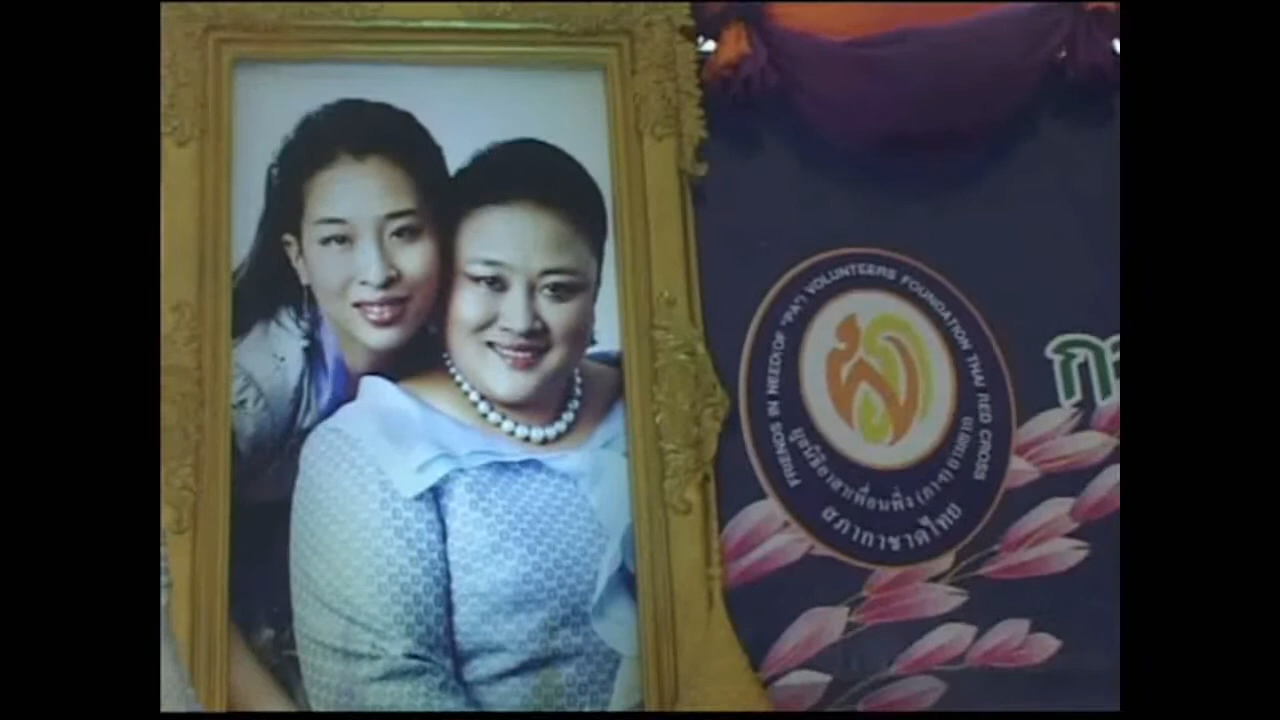 FRIENDS IN NEED(OF "PA") VOLUNTEERS FOUNDATION THAI RED CROSS
มูลนิธิอาสาเพื่อนพึ่ง (ภาฯ) ยามยาก
สภากาชาดไทย